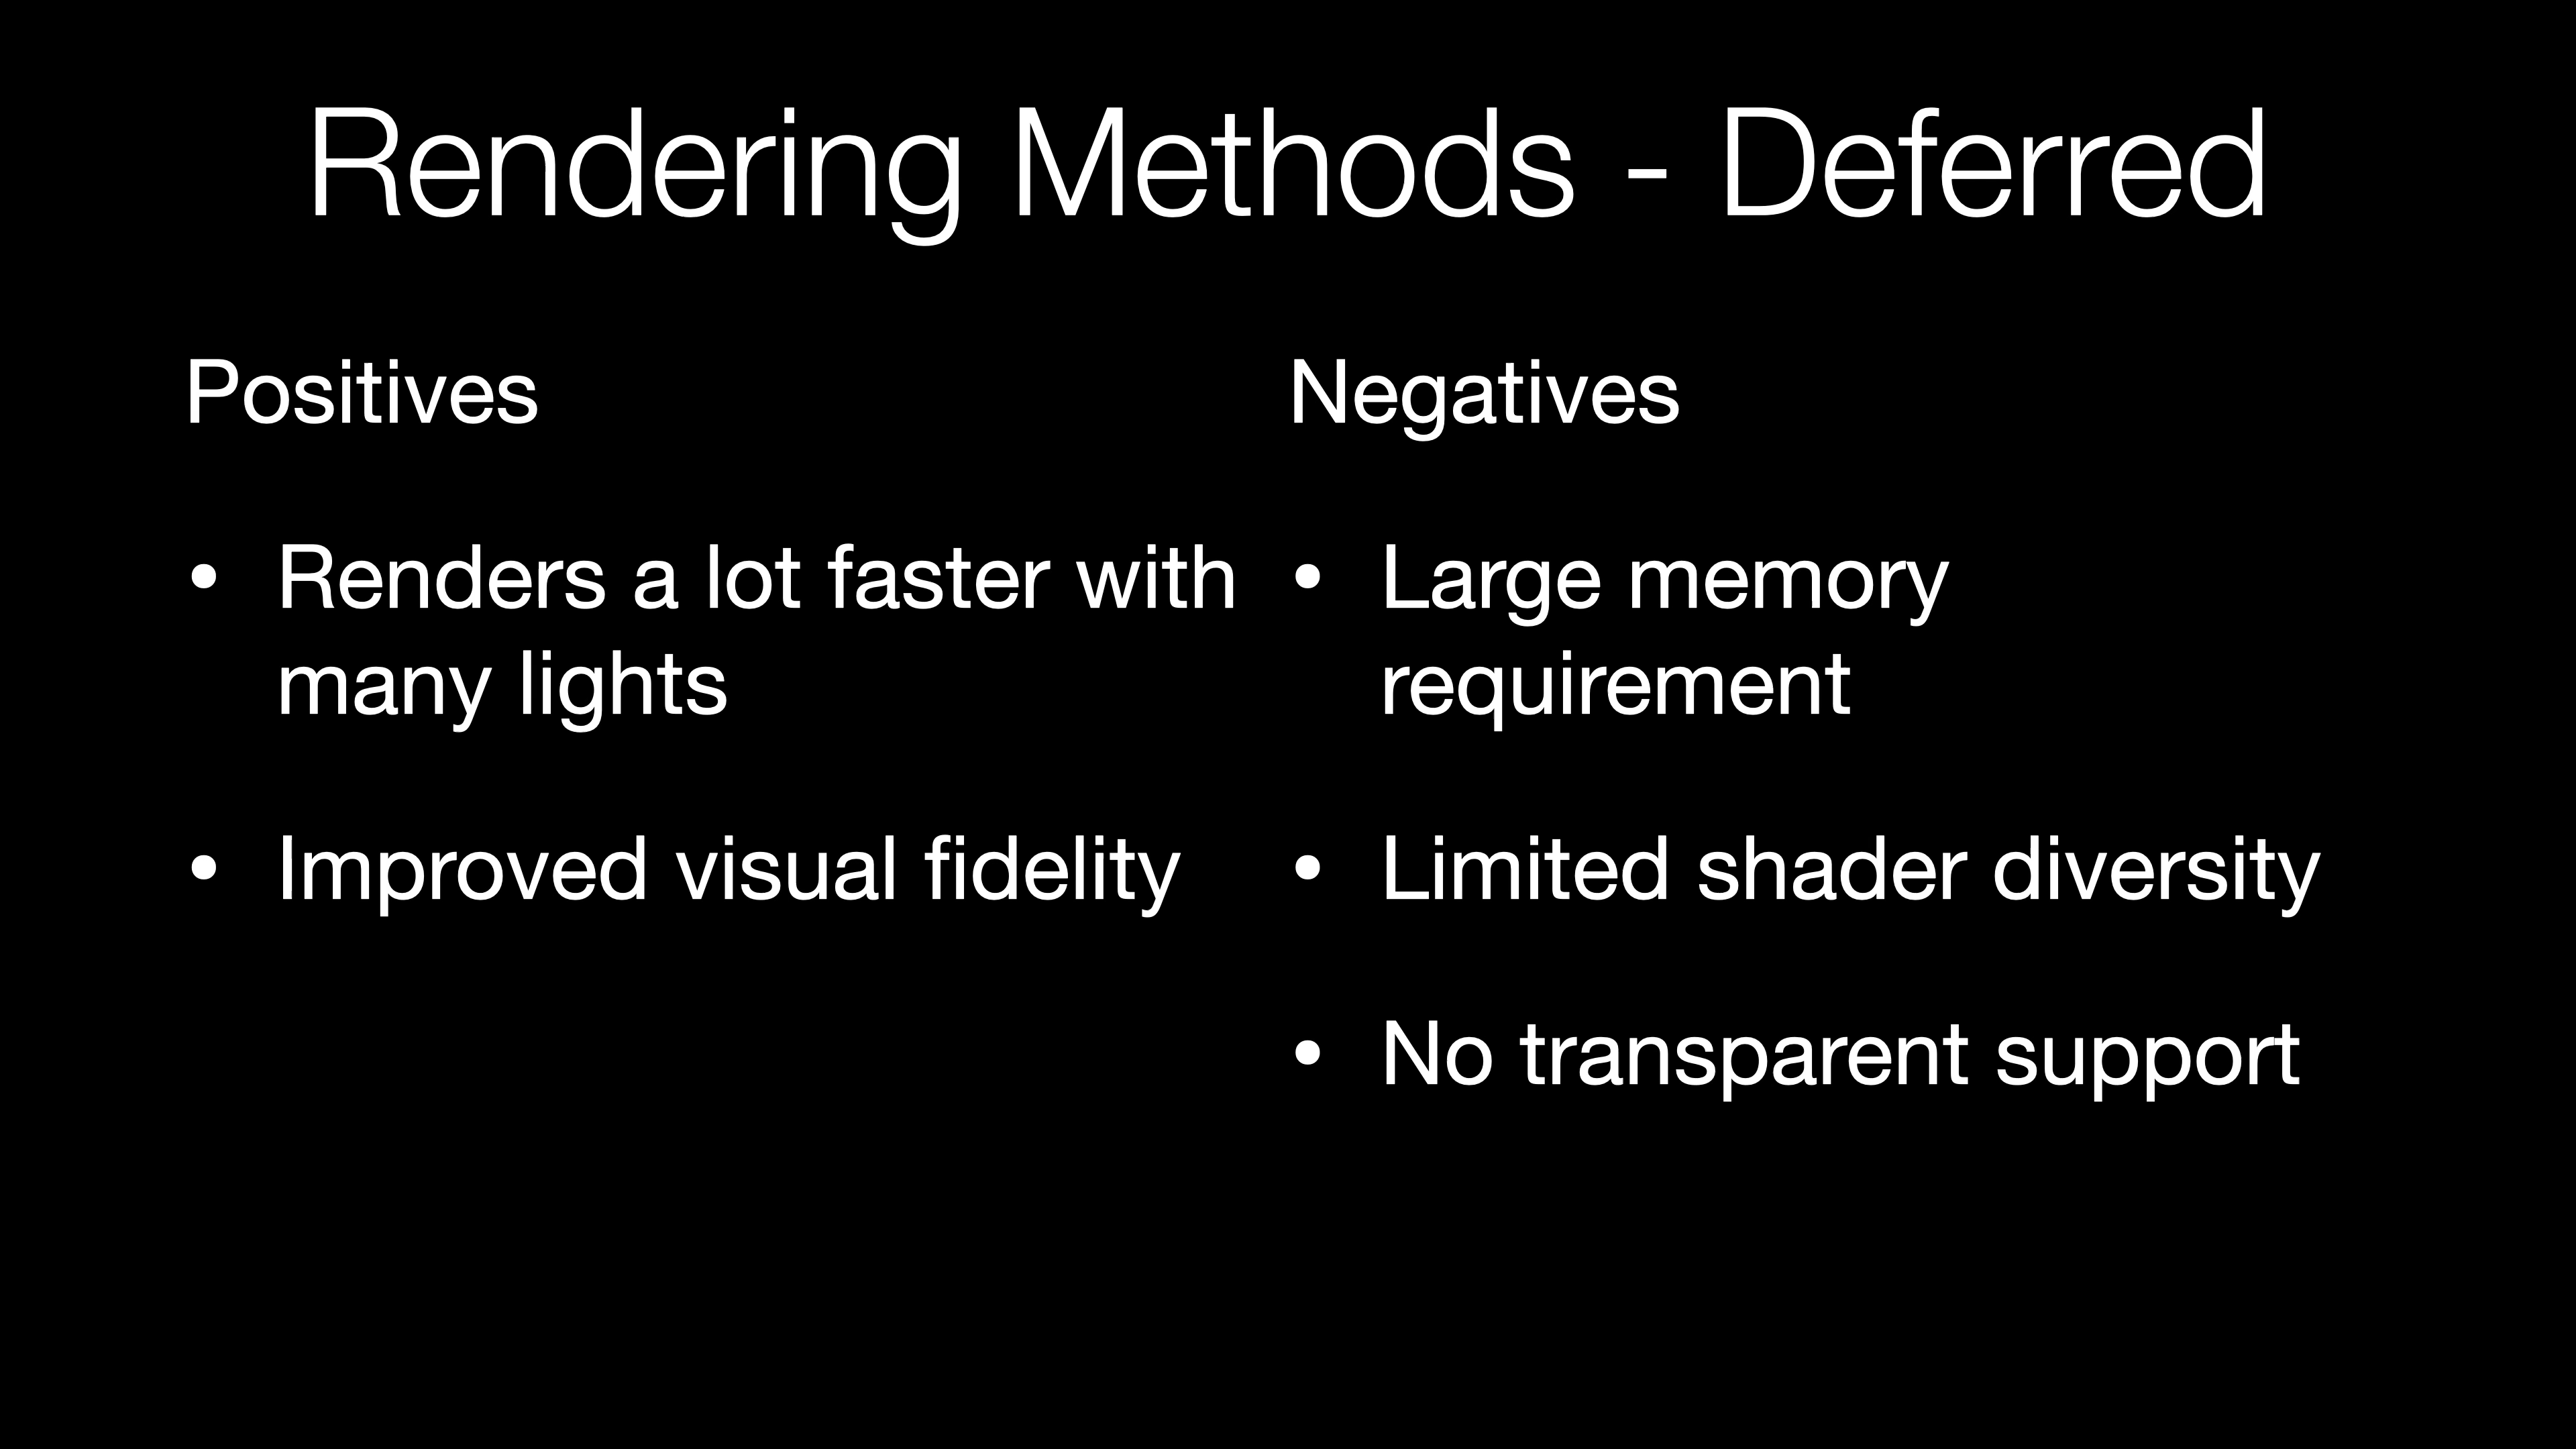 Rendering Methods - Deferred
Positives
• Renders a lot faster with
many lights
• Improved visual fidelity
Negatives
• Large memory
requirement
• Limited shader diversity
• No transparent support